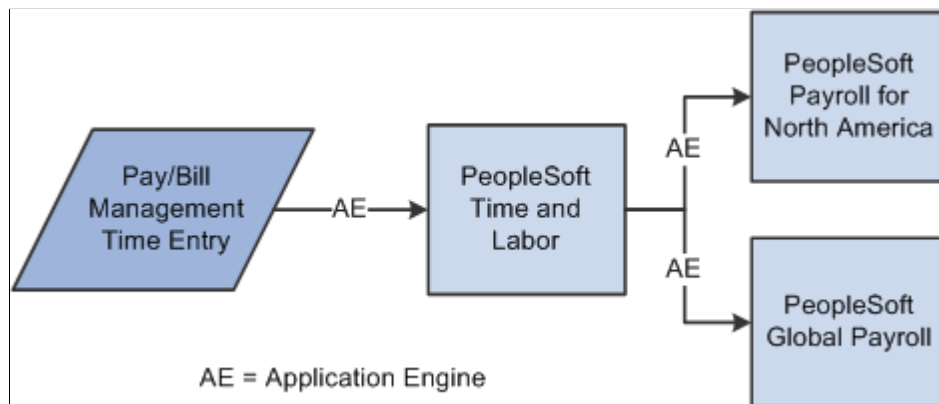 Pay/Bill
Management
Time Entry
AE
PeopleSoft
Time and
Labor
AE
AE
PeopleSoft
Payroll for
North America
PeopleSoft
Global Payroll
AE = Application Engine